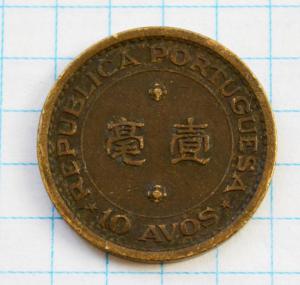 REPUBLICA PORTUGUESA
毫 壹
* 10 AVOS *